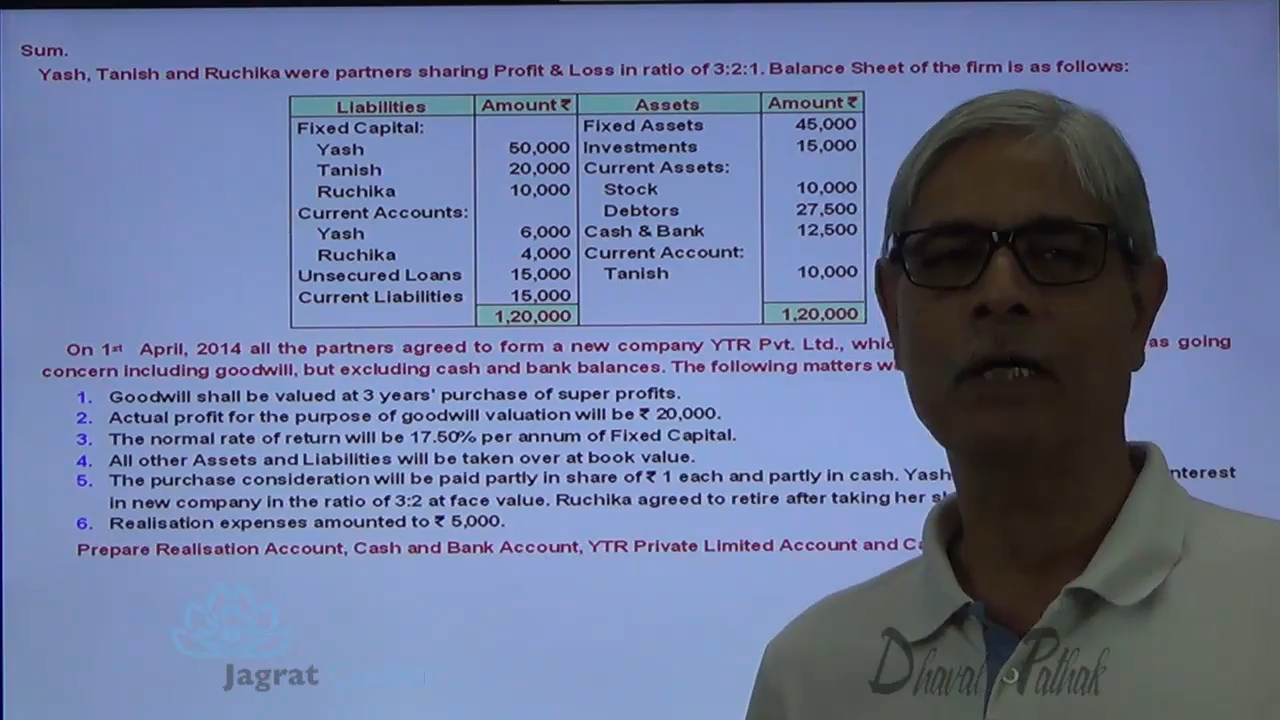 Sum.
Yash, Tanish and Ruchika were partners sharing Profit & Loss in ratio of 3:2:1. Balance Sheet of the firm is as follows:
Liabilities Amount ₹ Assets Amount ₹
Fixed Capital: Fixed Assets 45,000
Yash 50,000 Investments 15,000
Tanish 20,000 Current Assets:
Ruchika 10,000 Stock 10,000
Current Accounts: Debtors 27,500
Yash 6,000 Cash & Bank 12,500
Ruchika 4,000 Current Account:
Unsecured Loans 15,000 Tanish 10,000
Current Liabilities 15,000
1,20,000 1,20,000
On 1st April, 2014 all the partners agreed to form a new company YTR Pvt. Ltd., as going
concern including goodwill, but excluding cash and bank balances. The following matters
1. Goodwill shall be valued at 3 years' purchase of super profits.
2. Actual profit for the purpose of goodwill valuation will be ₹ 20,000.
3. The normal rate of return will be 17.50% per annum of Fixed Capital.
4. All other Assets and Liabilities will be taken over at book value.
5. The purchase consideration will be paid partly in share of ₹ 1 each and partly in cash. Yash
in new company in the ratio of 3:2 at face value. Ruchika agreed to retire after taking her
6. Realisation expenses amounted to ₹ 5,000.
Prepare Realisation Account, Cash and Bank Account, YTR Private Limited Account and
Jagrat
Dhaval Pathak